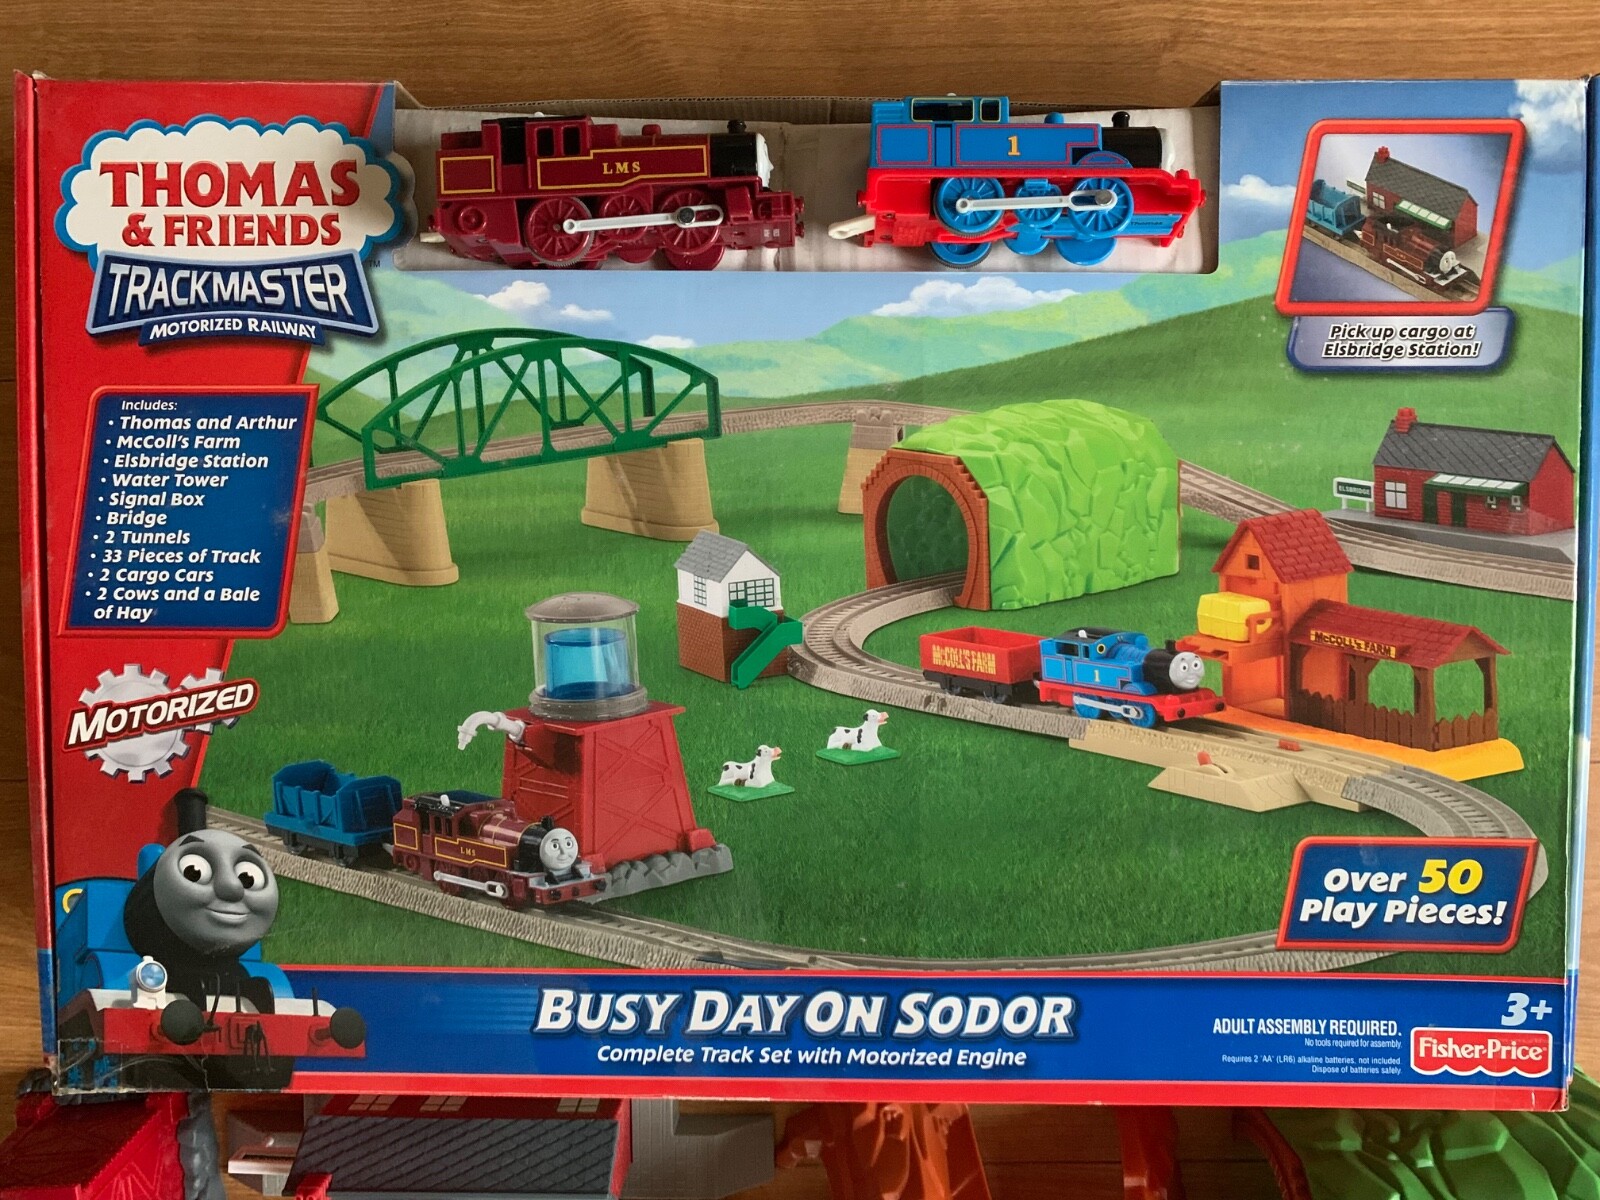 THOMAS
& FRIENDS
TRACKMASTER
MOTORIZED RAILWAY
TM
LMS
1
Pick up cargo at
Elsbridge Station!
Includes:
• Thomas and Arthur
• McColl's Farm
• Elsbridge Station
• Water Tower
• Signal Box
• Bridge
• 2 Tunnels
• 33 Pieces of Track
• 2 Cargo Cars
• 2 Cows and a Bale
of Hay
ELSBRIDGE
McCOLL'S FARM
McCOLL'S FARM
1
LMS
MOTORIZED
Over 50
Play Pieces!
BUSY DAY ON SODOR
Complete Track Set with Motorized Engine
3+
ADULT ASSEMBLY REQUIRED.
No tools required for assembly.
Requires 2 "AA" (LR6) alkaline batteries, not included.
Dispose of batteries safely.
Fisher-Price